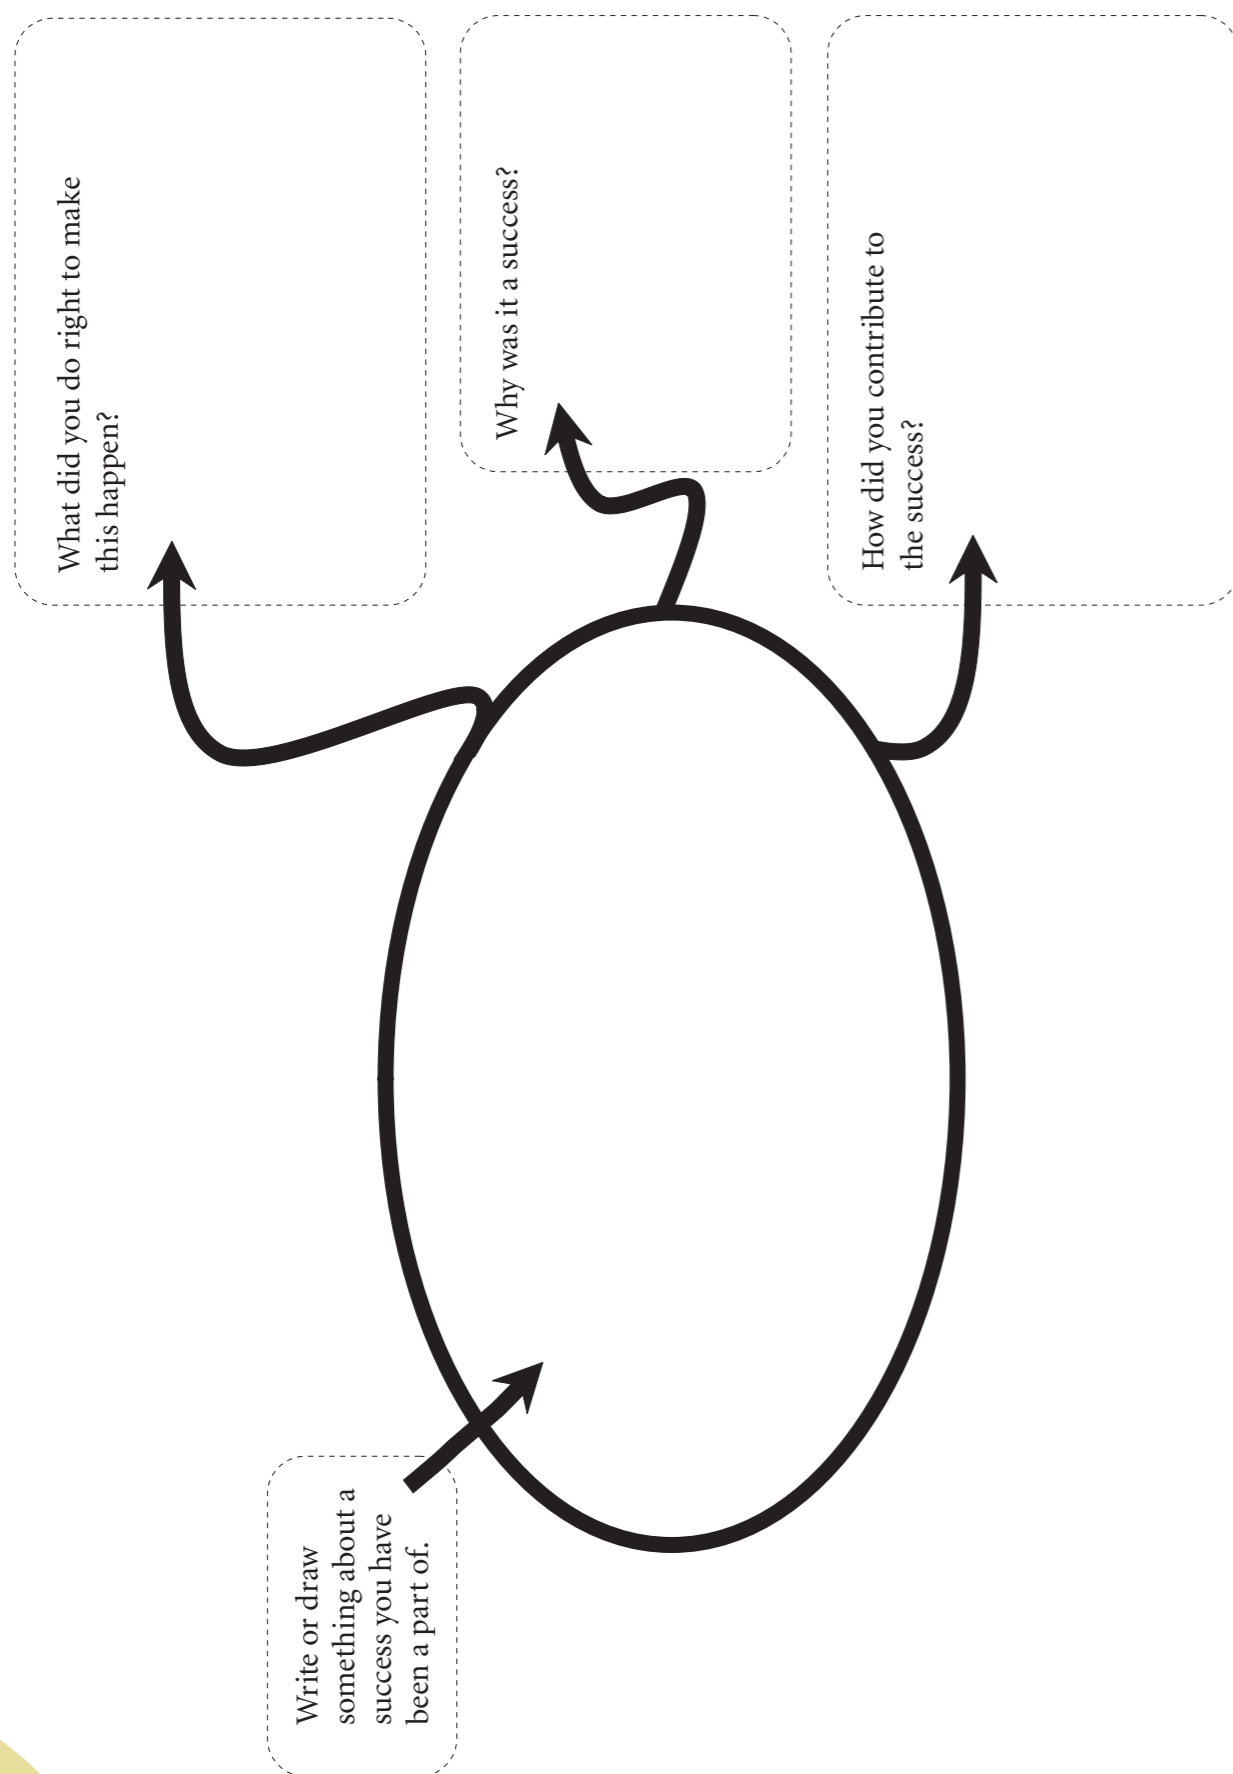 Write or draw
something about a
success you have
been a part of.
What did you do right to make
this happen?
Why was it a success?
How did you contribute to
the success?